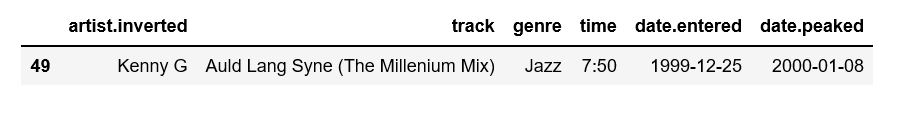 artist.inverted track genre time date.entered date.peaked
49 Kenny G Auld Lang Syne (The Millenium Mix) Jazz 7:50 1999-12-25 2000-01-08